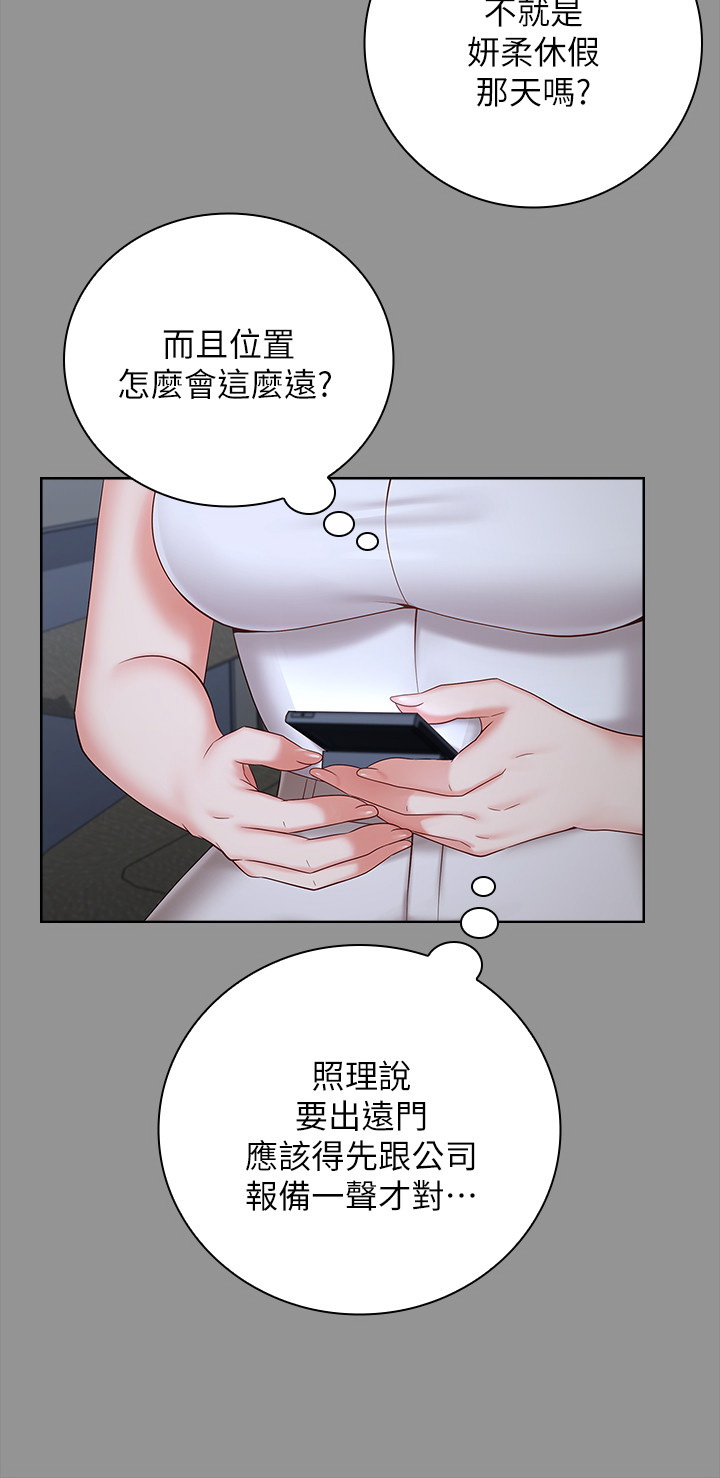 不就是
妍柔休假
那天嗎?
而且位置
怎麼會這麼遠?
照理說
要出遠門
應該得先跟公司
報備一聲才對…